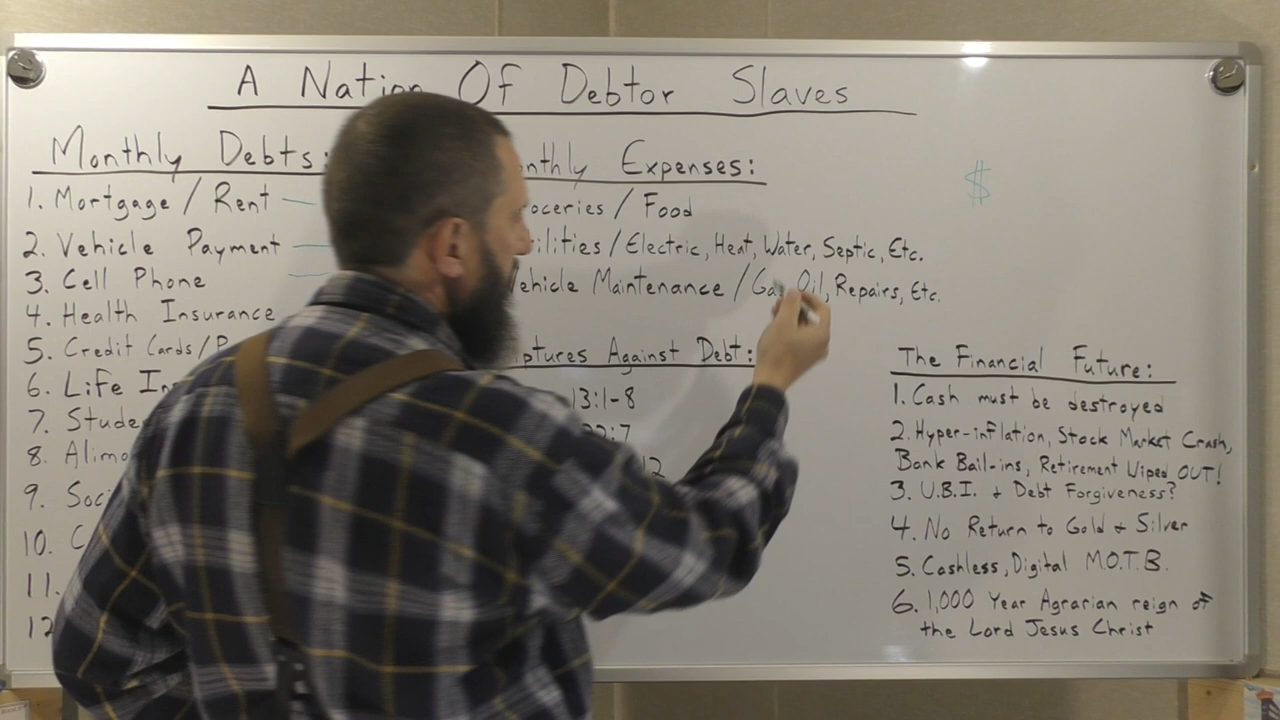 A Nation Of Debtor Slaves
Monthly Debts:
1. Mortgage / Rent
2. Vehicle Payment
3. Cell Phone
4. Health Insurance
5. Credit Cards/P
6. Life In
7. Stude
8. Alimo
9. Soc
10. C
11.
12
nthly Expenses:
oceries / Food
ilities / Electric, Heat, Water, Septic, Etc.
Vehicle Maintenance / Gas, Oil, Repairs, Etc.
iptures Against Debt:
13:1-8
22:7
12
$
The Financial Future:
1. Cash must be destroyed
2. Hyper-inflation, Stock Market Crash,
Bank Bail-ins, Retirement Wiped OUT!
3. U.B.I. + Debt Forgiveness?
4. No Return to Gold + Silver
5. Cashless, Digital M.O.T.B.
6. 1,000 Year Agrarian reign of
the Lord Jesus Christ